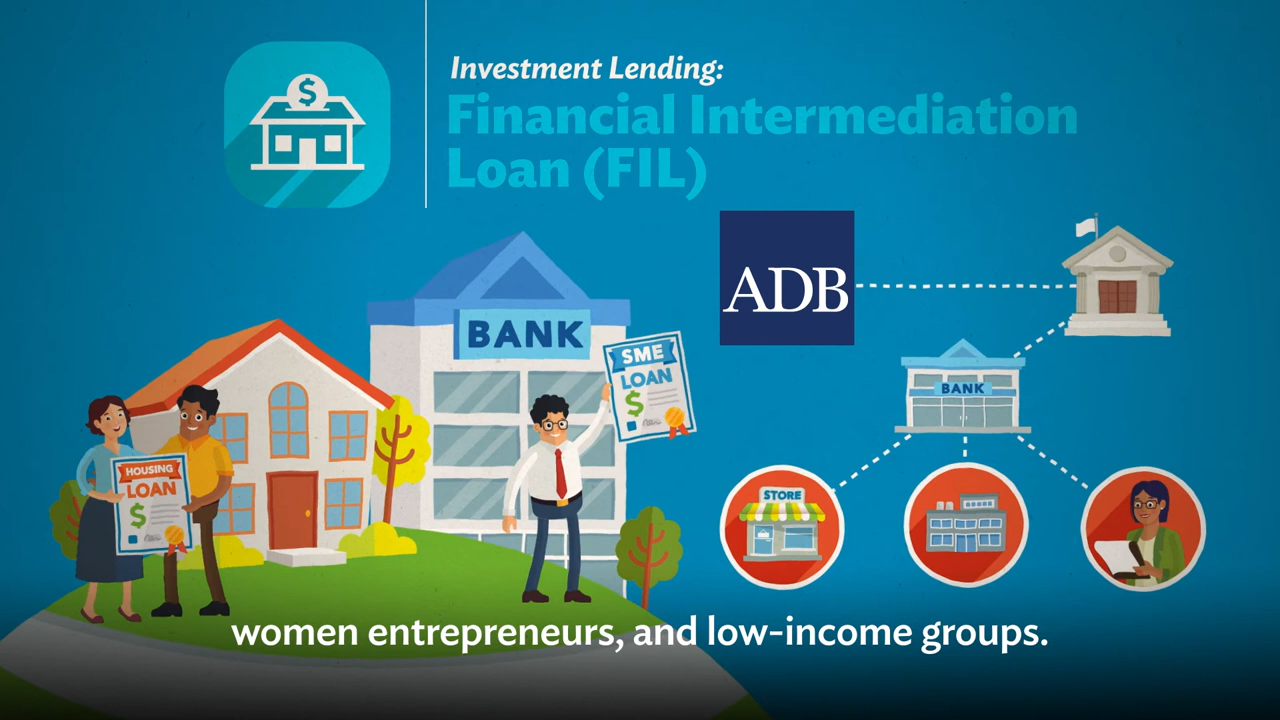 Investment Lending:
Financial Intermediation
Loan (FIL)
ADB
BANK
SME
LOAN
$
BANK
HOUSING
LOAN
$
STORE
women entrepreneurs, and low-income groups.